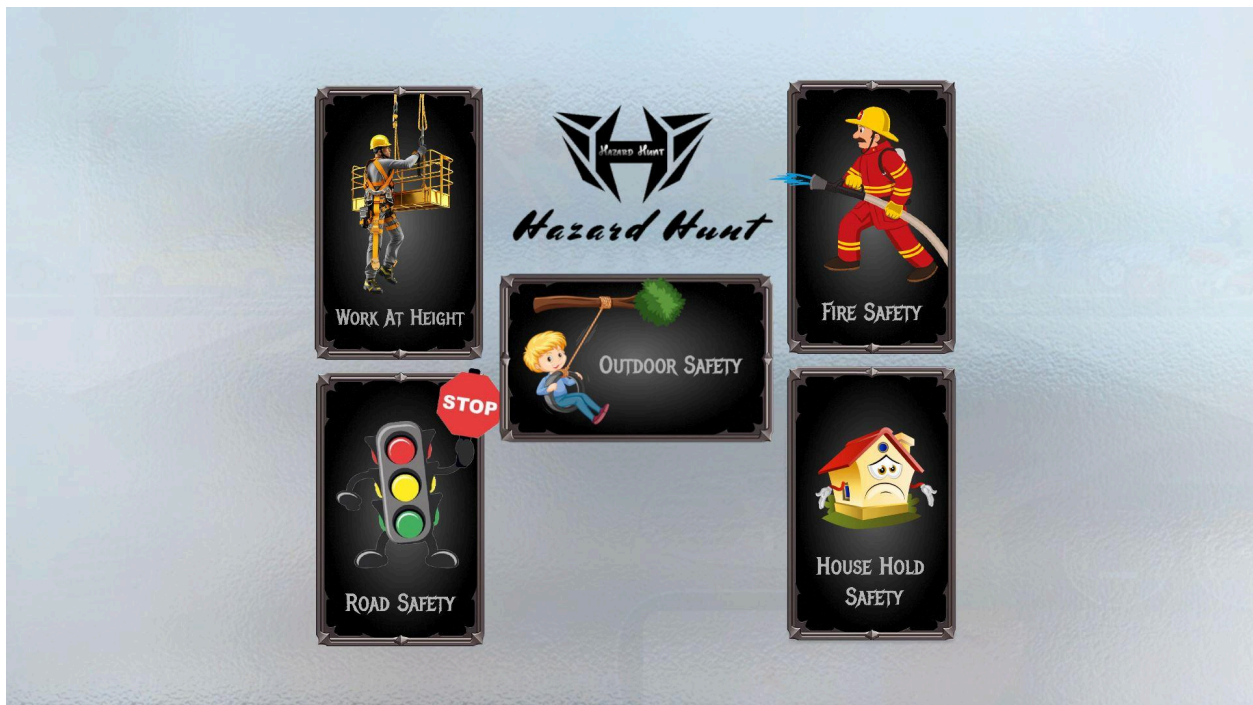 Hazard Hunt
Hazard Hunt
Work At Height
Fire Safety
Outdoor Safety
STOP
Road Safety
House Hold
Safety